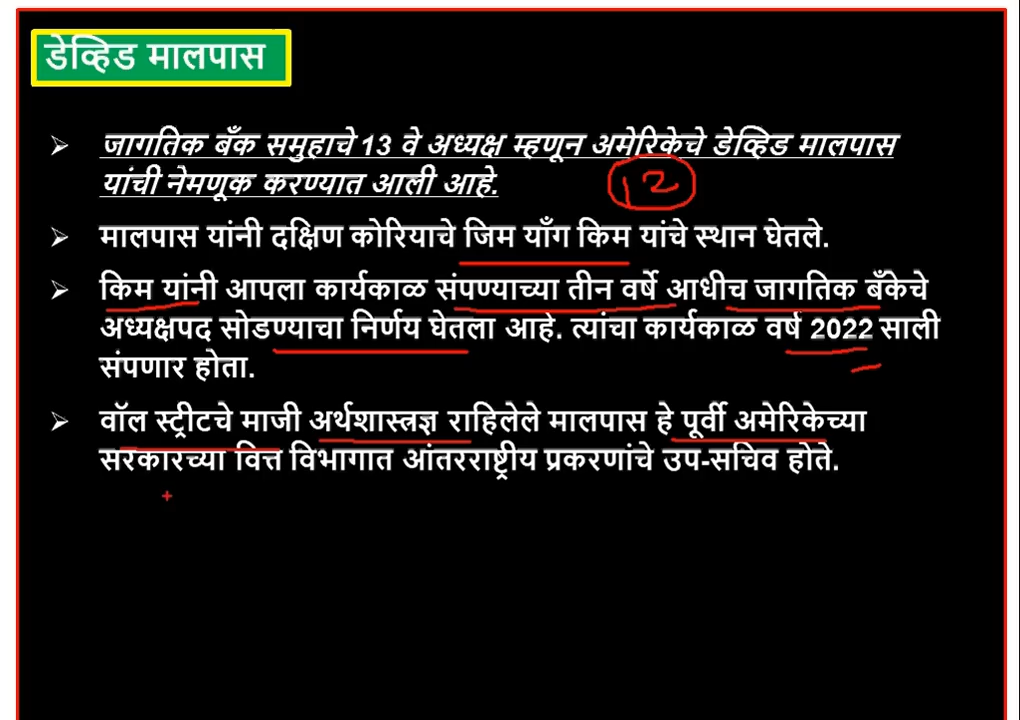 डेव्हिड मालपास
जागतिक बँक समुहाचे 13 वे अध्यक्ष म्हणून अमेरिकेचे डेव्हिड मालपास
यांची नेमणूक करण्यात आली आहे.
12
मालपास यांनी दक्षिण कोरियाचे जिम याँग किम यांचे स्थान घेतले.
किम यांनी आपला कार्यकाळ संपण्याच्या तीन वर्षे आधीच जागतिक बँकेचे
अध्यक्षपद सोडण्याचा निर्णय घेतला आहे. त्यांचा कार्यकाळ वर्ष 2022 साली
संपणार होता.
वॉल स्ट्रीटचे माजी अर्थशास्त्रज्ञ राहिलेले मालपास हे पूर्वी अमेरिकेच्या
सरकारच्या वित्त विभागात आंतरराष्ट्रीय प्रकरणांचे उप-सचिव होते.